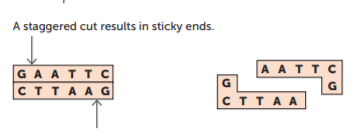 A staggered cut results in sticky ends.
G A A T T C
C T T A A G
A A T T C
G
G
C T T A A